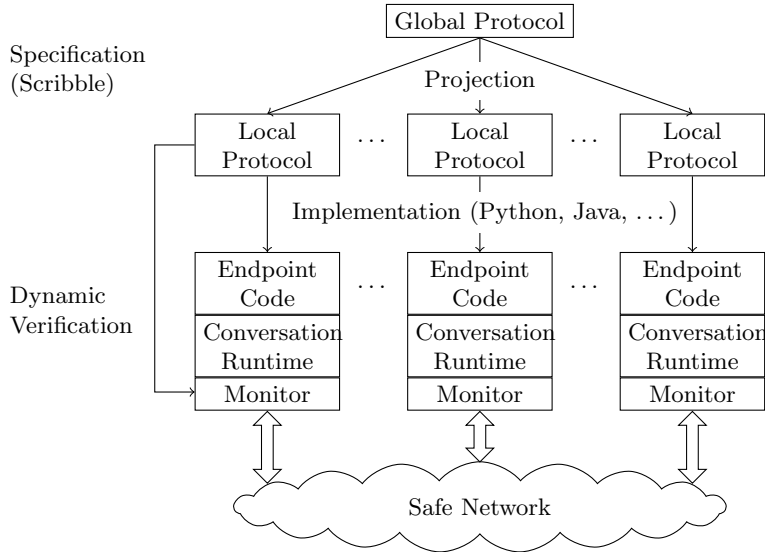 Global Protocol
Specification
(Scribble)
Projection
Local
Protocol
...
Local
Protocol
...
Local
Protocol
Implementation (Python, Java, ...)
Dynamic
Verification
Endpoint
Code
...
Endpoint
Code
...
Endpoint
Code
Conversation
Runtime
Conversation
Runtime
Conversation
Runtime
Monitor
Monitor
Monitor
Safe Network